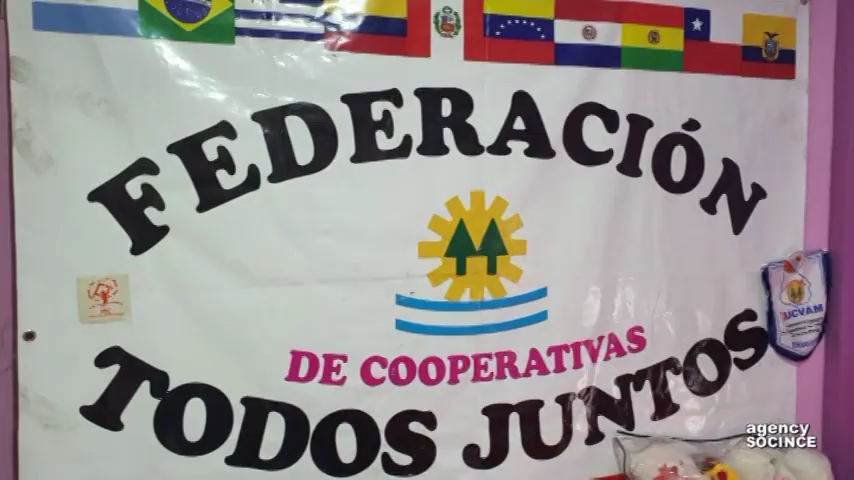 FEDERACIÓN
DE COOPERATIVAS
TODOS JUNTOS
UCVAM
agency
SOCINCE